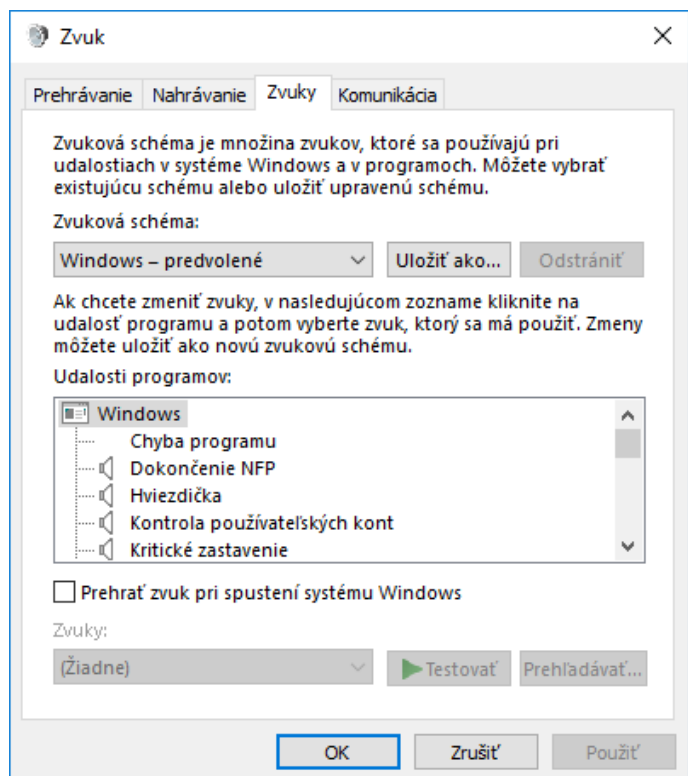 Zvuk
Prehrávanie Nahrávanie Zvuky Komunikácia
Zvuková schéma je množina zvukov, ktoré sa používajú pri
udalostiach v systéme Windows a v programoch. Môžete vybrať
existujúcu schému alebo uložiť upravenú schému.
Zvuková schéma:
Windows – predvolené Uložiť ako... Odstrániť
Ak chcete zmeniť zvuky, v nasledujúcom zozname kliknite na
udalosť programu a potom vyberte zvuk, ktorý sa má použiť. Zmeny
môžete uložiť ako novú zvukovú schému.
Udalosti programov:
Windows
Chyba programu
Dokončenie NFP
Hviezdička
Kontrola používateľských kont
Kritické zastavenie
Prehrať zvuk pri spustení systému Windows
Zvuky:
(Žiadne) Testovať Prehľadávať...
OK Zrušiť Použiť